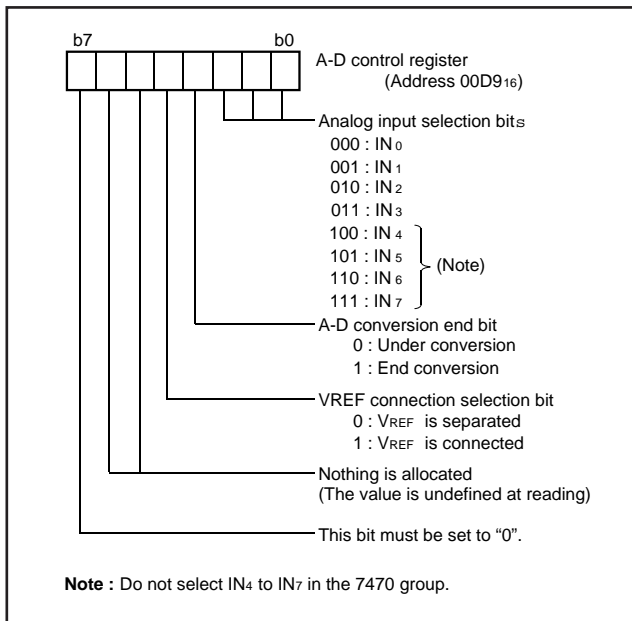 b7 b0
A-D control register
(Address 00D916)
Analog input selection bits
000 : IN0
001 : IN1
010 : IN2
011 : IN3
100 : IN4
101 : IN5
(Note)
110 : IN6
111 : IN7
A-D conversion end bit
0 : Under conversion
1 : End conversion
VREF connection selection bit
0 : VREF is separated
1 : VREF is connected
Nothing is allocated
(The value is undefined at reading)
This bit must be set to “0”.
Note : Do not select IN4 to IN7 in the 7470 group.